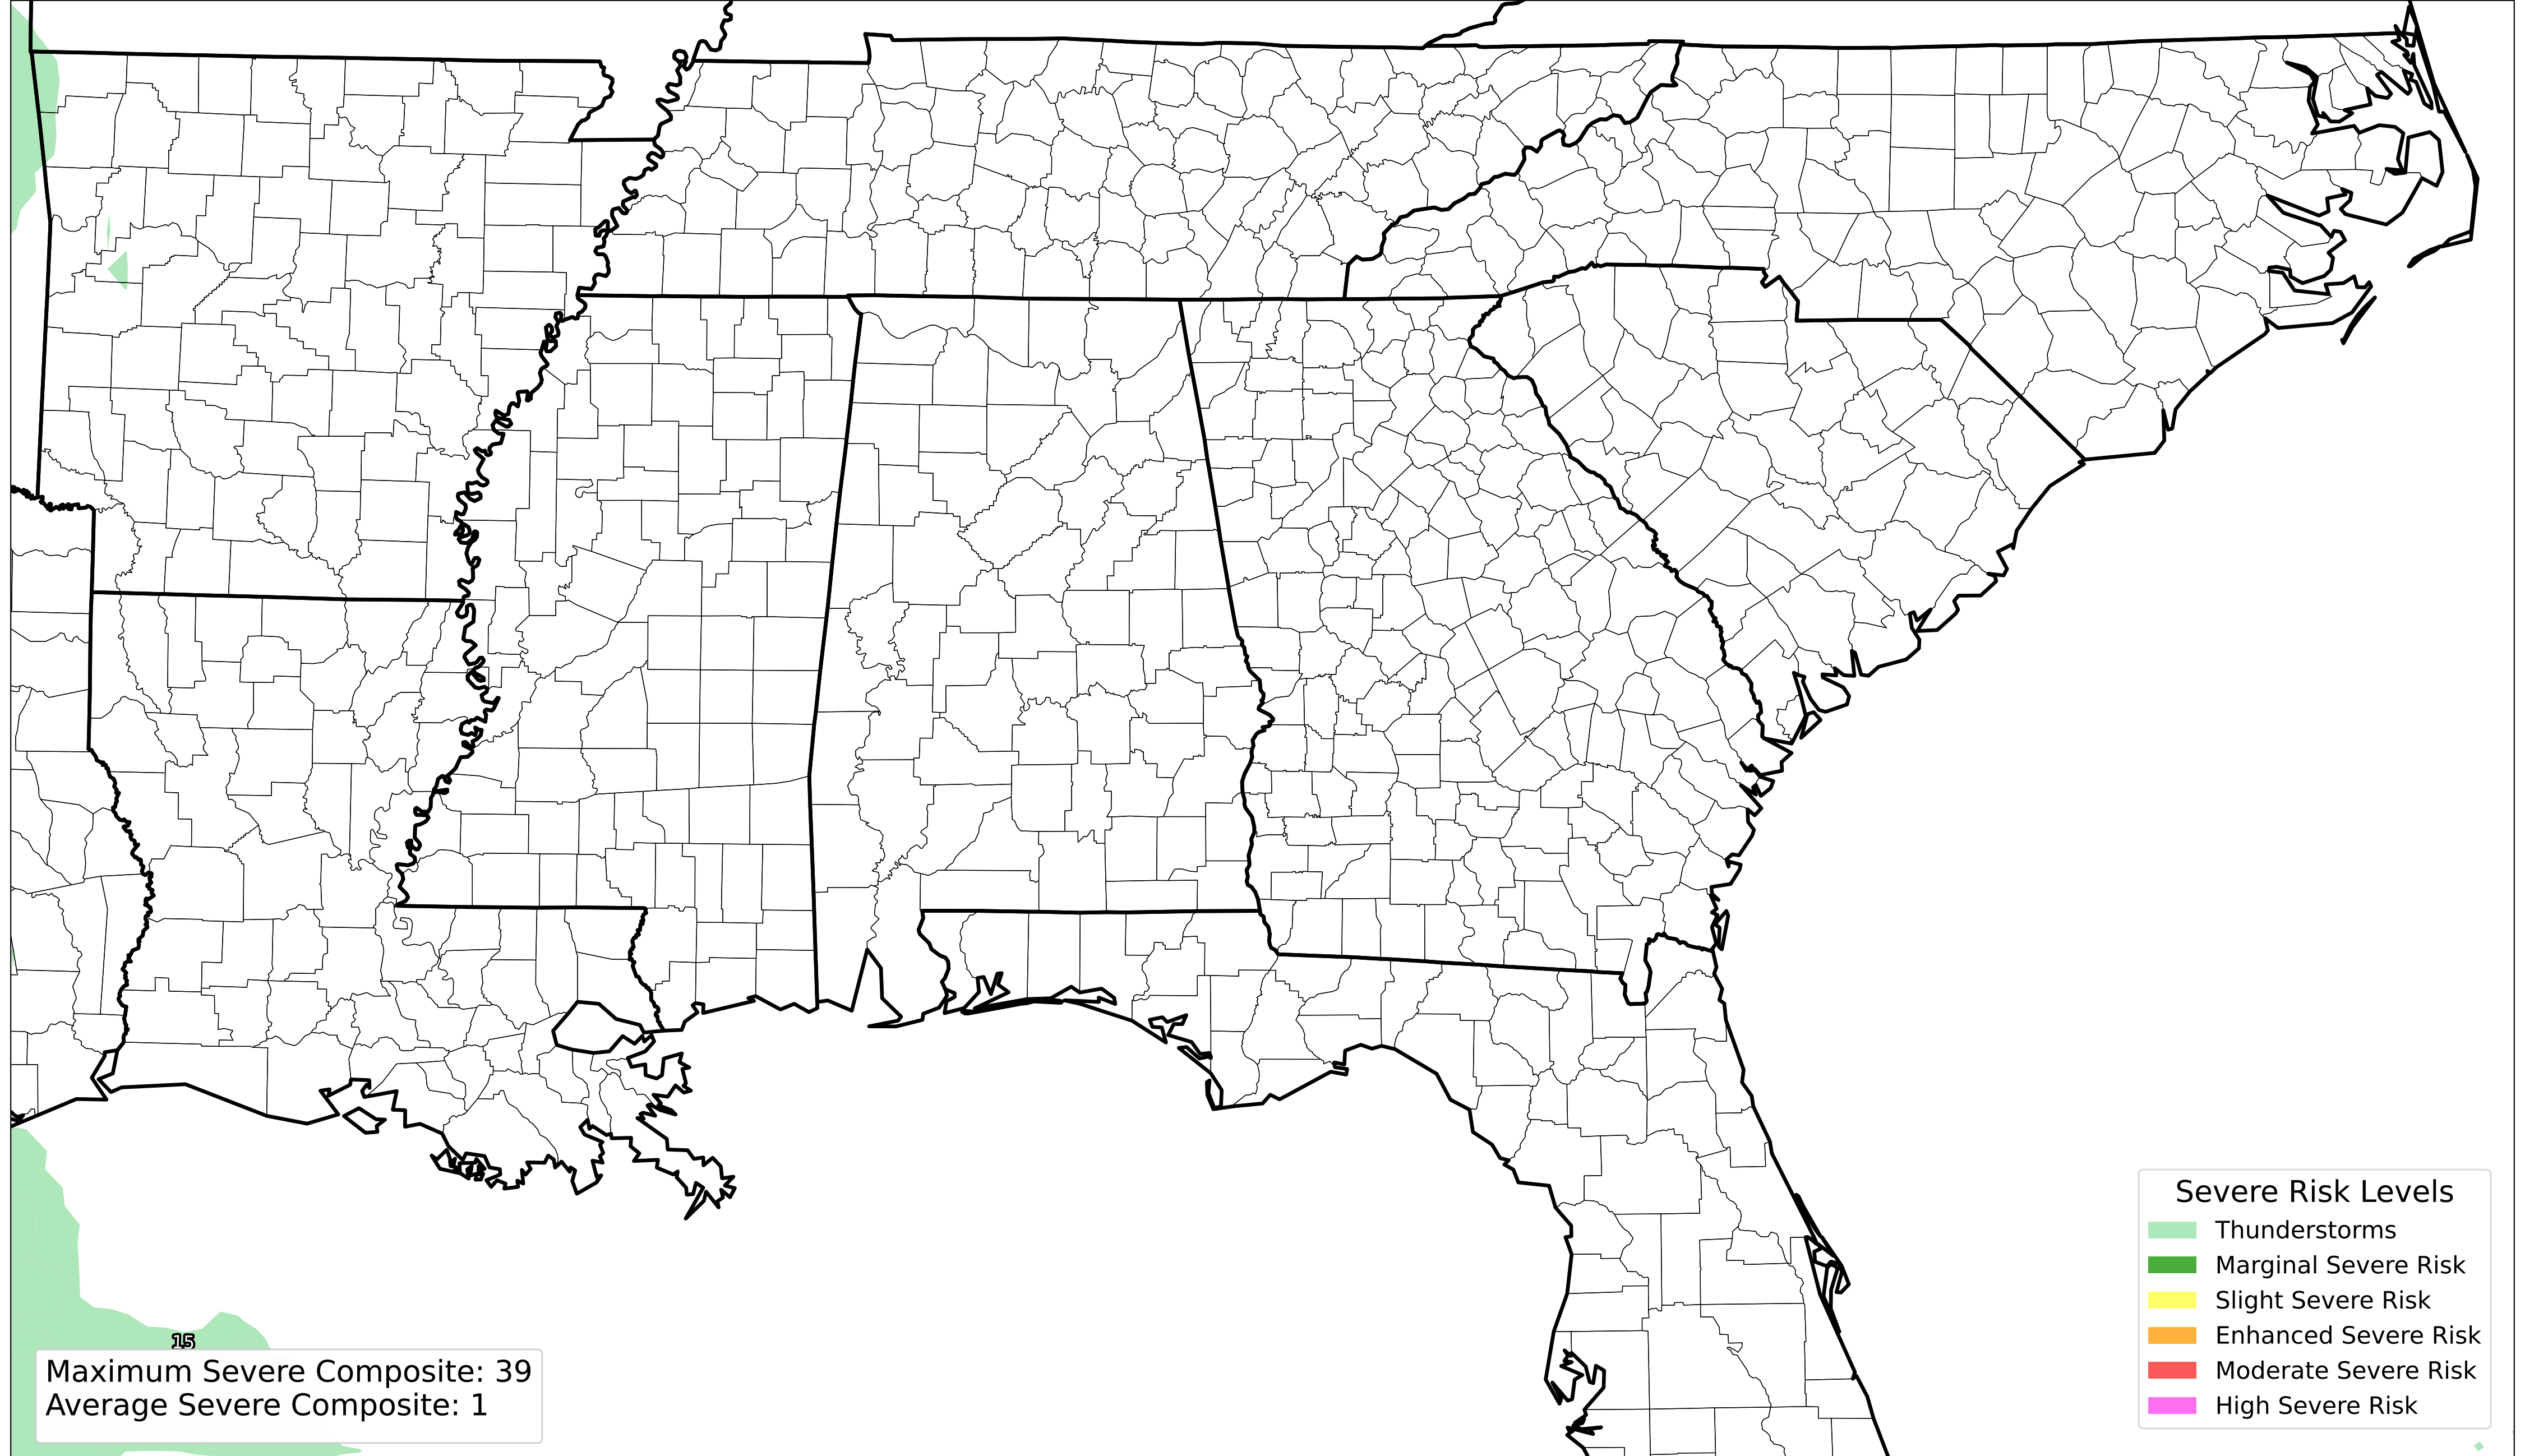 15
Maximum Severe Composite: 39
Average Severe Composite: 1
Severe Risk Levels
Thunderstorms
Marginal Severe Risk
Slight Severe Risk
Enhanced Severe Risk
Moderate Severe Risk
High Severe Risk